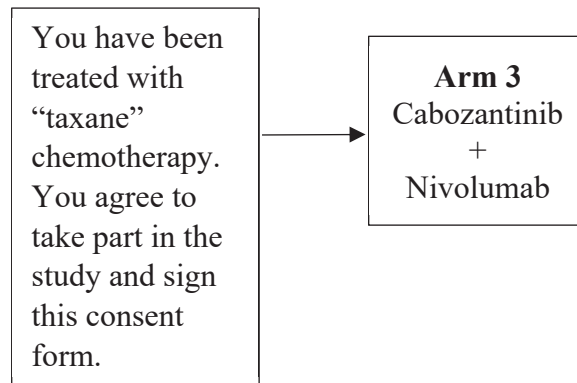 You have been
treated with
“taxane”
chemotherapy.
You agree to
take part in the
study and sign
this consent
form.
Arm 3
Cabozantinib
+
Nivolumab